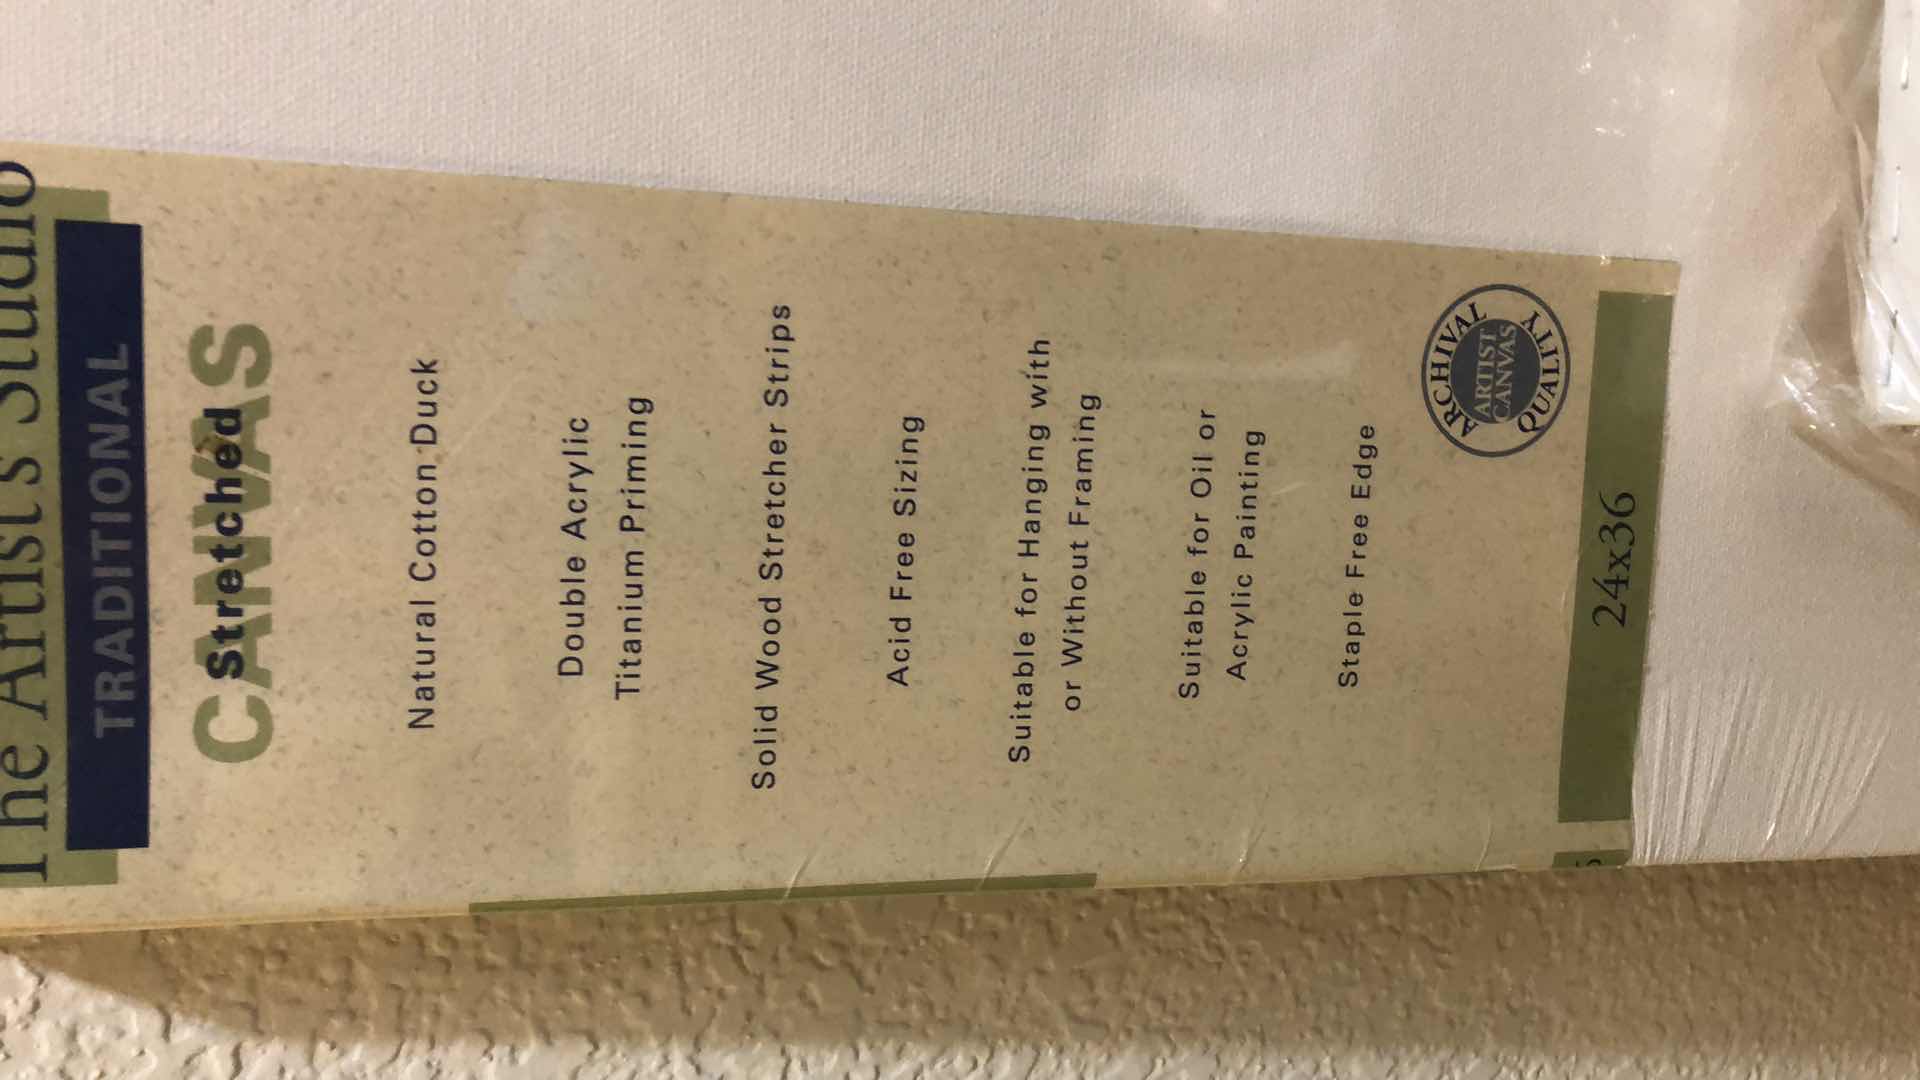 The Artist's Studio
TRADITIONAL
Stretched
CANVAS
Natural Cotton Duck
Double Acrylic
Titanium Priming
Solid Wood Stretcher Strips
Acid Free Sizing
Suitable for Hanging with
or Without Framing
Suitable for Oil or
Acrylic Painting
Staple Free Edge
ARCHIVAL
ARTIST
CANVAS
QUALITY
24x36